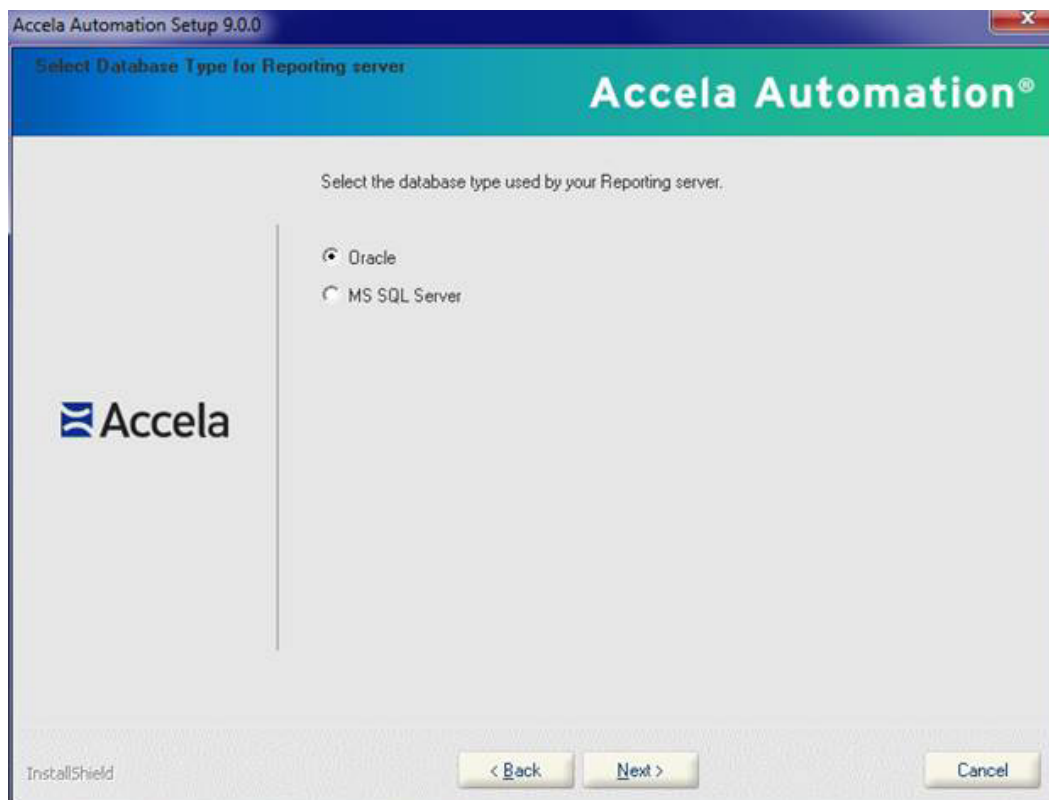 Accela Automation Setup 9.0.0
x
Select Database Type for Reporting server
Accela Automation®
Select the database type used by your Reporting server.
Oracle
MS SQL Server
Accela
InstallShield
< Back
Next >
Cancel